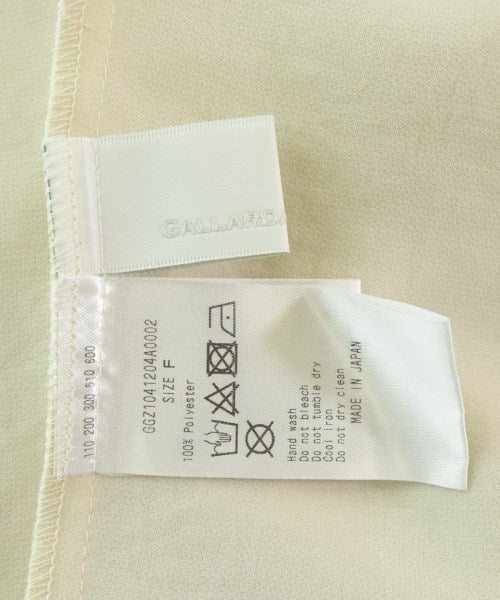 GALLARDA
110 200 300 510 600
GGZ1041204A0002
SIZE F
100% Polyester
Hand wash
Do not bleach
Do not tumble dry
Cool iron
Do not dry clean
MADE IN JAPAN